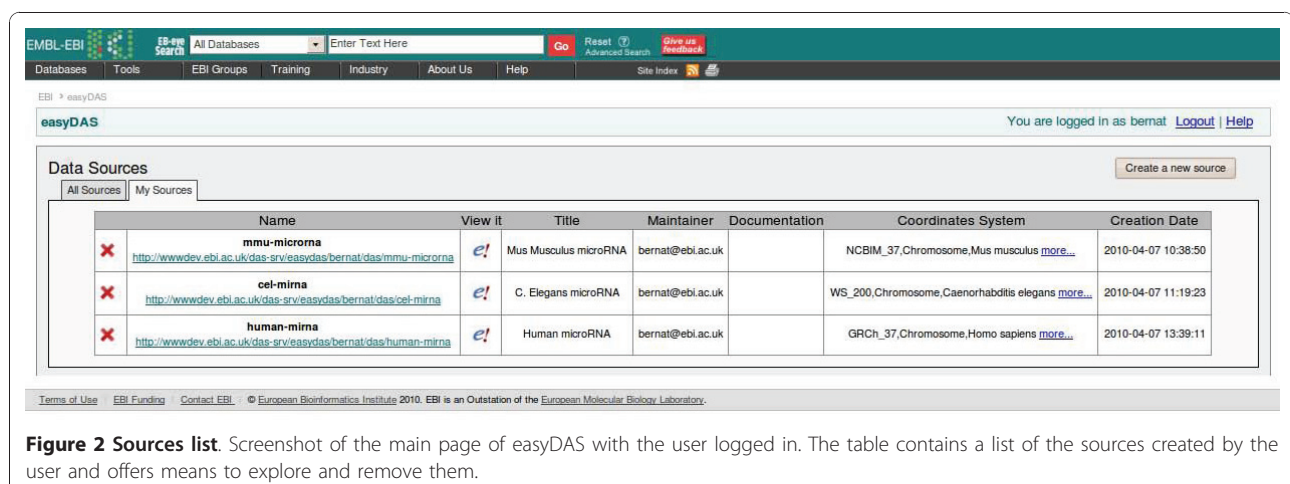 EMBL-EBI EB-eye Search All Databases Enter Text Here Go Reset ? Advanced Search Give us feedback
Databases Tools EBI Groups Training Industry About Us Help Site Index
EBI > easyDAS
easyDAS You are logged in as bernat Logout | Help
Data Sources Create a new source
All Sources My Sources
Name View it Title Maintainer Documentation Coordinates System Creation Date
mmu-microrna
http://wwwdev.ebi.ac.uk/das-srv/easydas/bernat/das/mmu-microrna e! Mus Musculus microRNA bernat@ebi.ac.uk NCBIM_37,Chromosome,Mus musculus more... 2010-04-07 10:38:50
cel-mirna
http://wwwdev.ebi.ac.uk/das-srv/easydas/bernat/das/cel-mirna e! C. Elegans microRNA bernat@ebi.ac.uk WS_200,Chromosome,Caenorhabditis elegans more... 2010-04-07 11:19:23
human-mirna
http://wwwdev.ebi.ac.uk/das-srv/easydas/bernat/das/human-mirna e! Human microRNA bernat@ebi.ac.uk GRCh_37,Chromosome,Homo sapiens more... 2010-04-07 13:39:11
Terms of Use EBI Funding Contact EBI © European Bioinformatics Institute 2010. EBI is an Outstation of the European Molecular Biology Laboratory.
Figure 2 Sources list. Screenshot of the main page of easyDAS with the user logged in. The table contains a list of the sources created by the
user and offers means to explore and remove them.